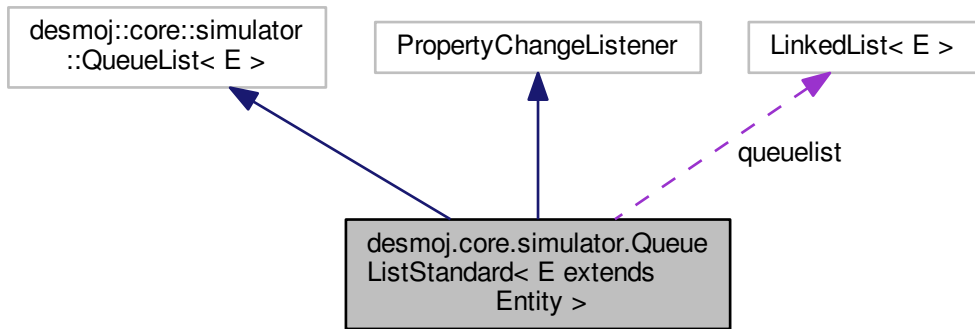 desmoj::core::simulator
::QueueList< E >
PropertyChangeListener
LinkedList< E >
queuelist
desmoj.core.simulator.Queue
ListStandard< E extends
Entity >